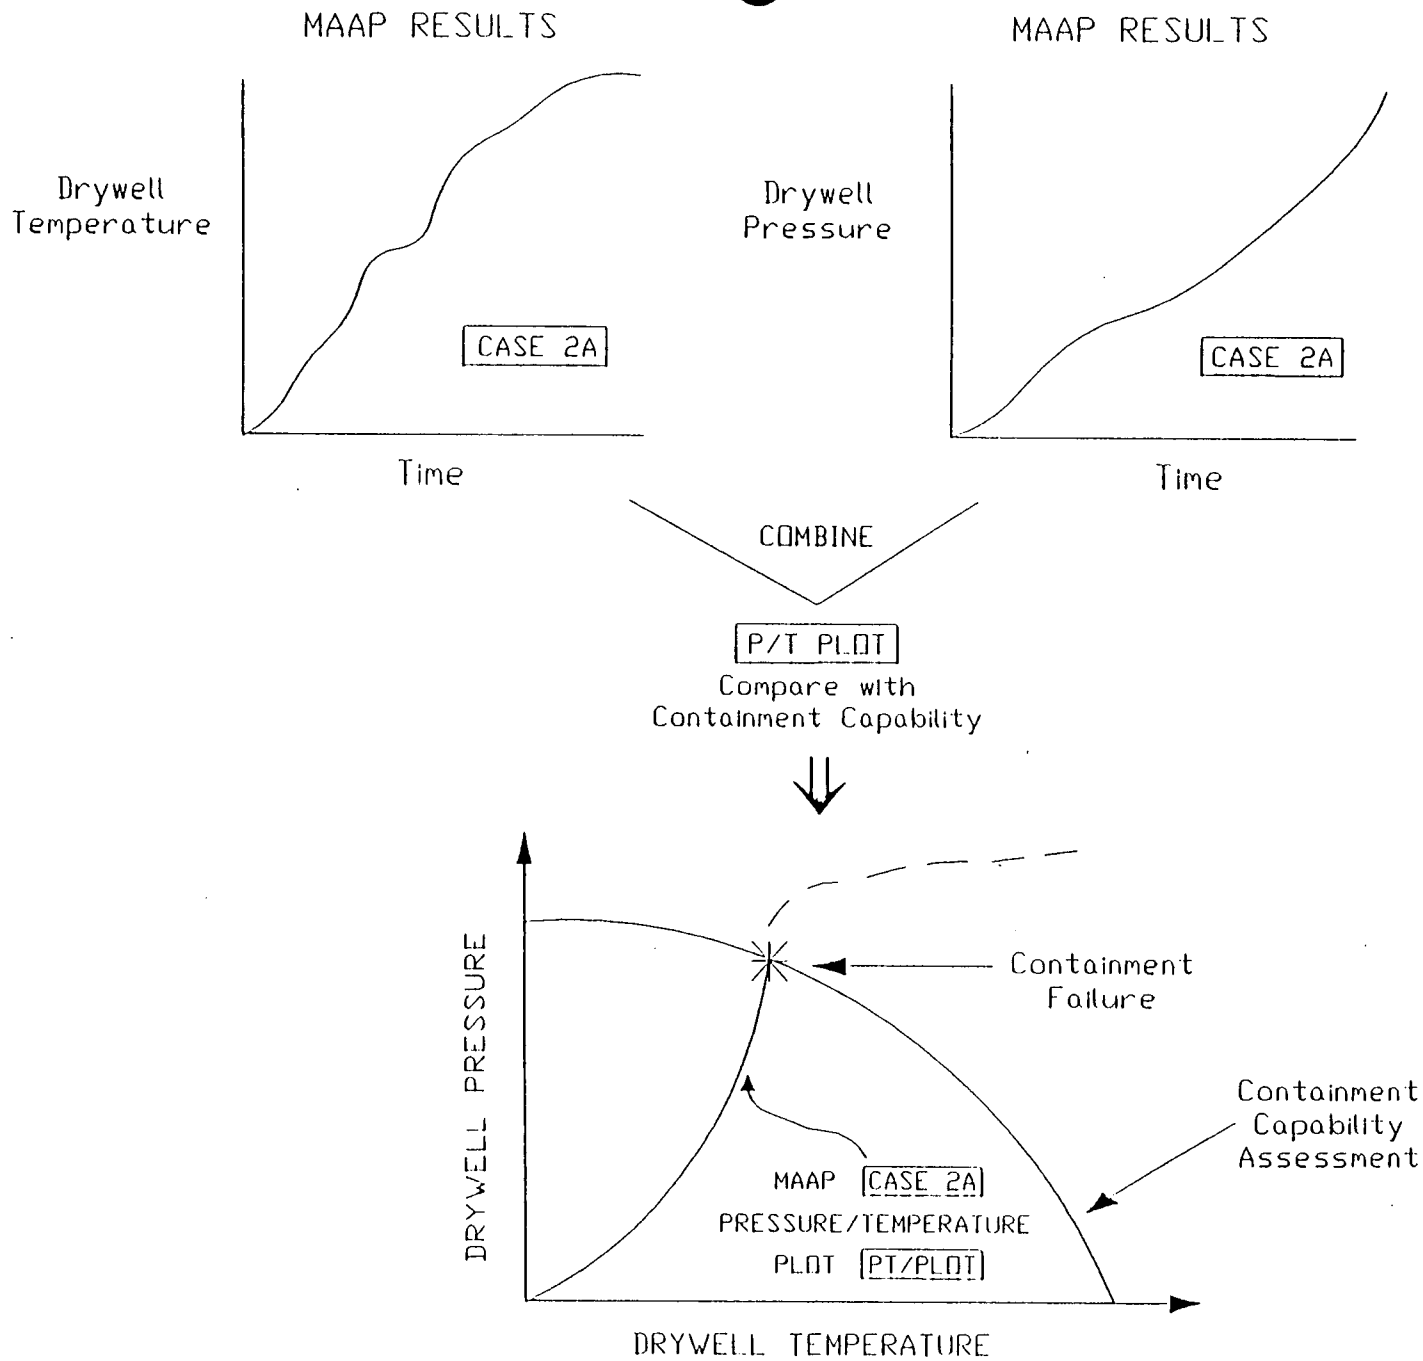 MAAP RESULTS
Drywell
Temperature
CASE 2A
Time
MAAP RESULTS
Drywell
Pressure
CASE 2A
Time
COMBINE
P/T PLOT
Compare with
Containment Capability
DRYWELL PRESSURE
Containment
Failure
Containment
Capability
Assessment
MAAP CASE 2A
PRESSURE/TEMPERATURE
PLOT PT/PLOT
DRYWELL TEMPERATURE